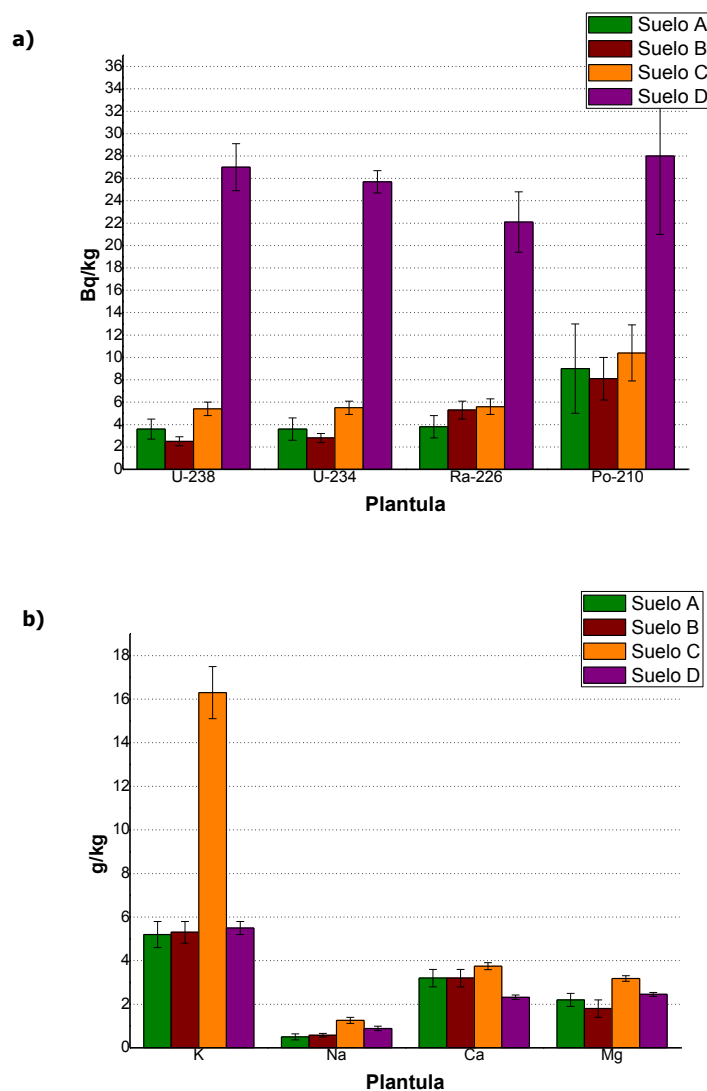 a)
Suelo A
Suelo B
Suelo C
Suelo D
36
34
32
30
28
26
24
22
20
18
16
14
12
10
8
6
4
2
0
Bq/kg
U-238 U-234 Ra-226 Po-210
Plantula
b)
Suelo A
Suelo B
Suelo C
Suelo D
18
16
14
12
10
8
6
4
2
0
g/kg
K Na Ca Mg
Plantula